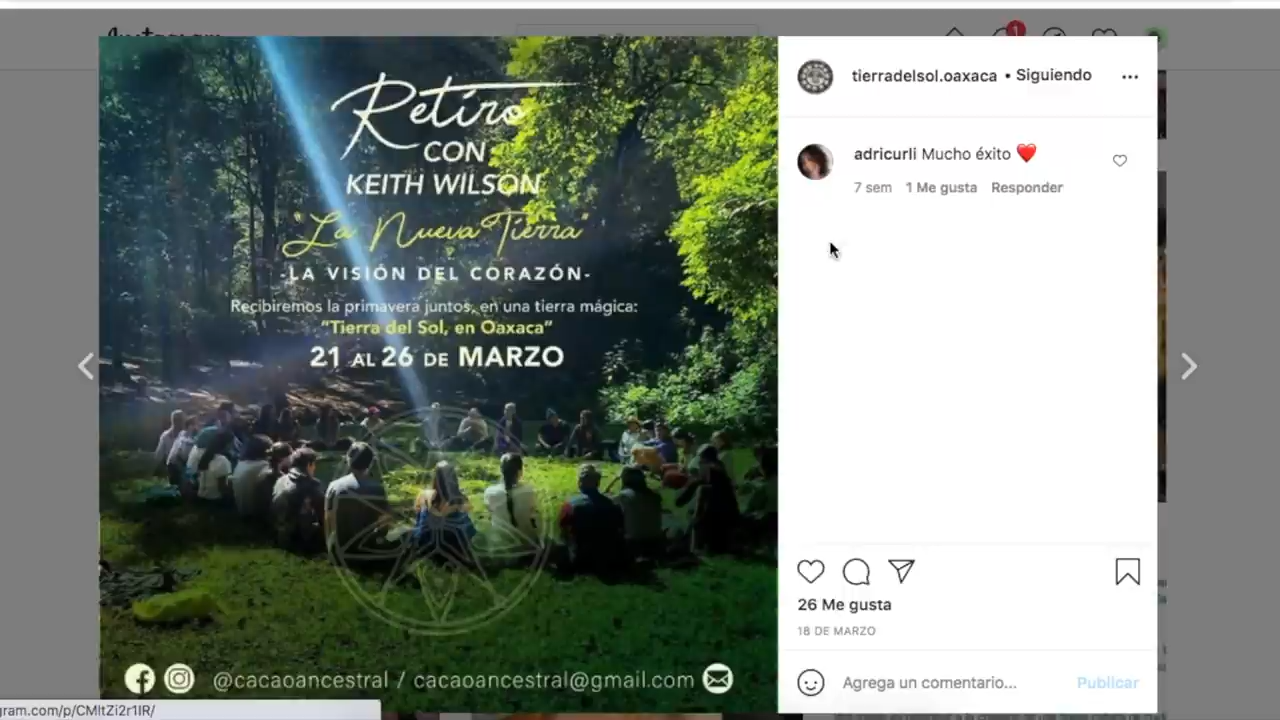 Instagram
1
Retiro
CON
KEITH WILSON
"La Nueva Tierra"
-LA VISIÓN DEL CORAZÓN-
Recibiremos la primavera juntos, en una tierra mágica:
"Tierra del Sol, en Oaxaca"
21 AL 26 DE MARZO
@cacaoancestral / cacaoancestral@gmail.com
tierradelsol.oaxaca • Siguiendo
adricurli Mucho éxito ❤️
7 sem 1 Me gusta Responder
26 Me gusta
18 DE MARZO
Agrega un comentario... Publicar
gram.com/p/CMltZi2r1lR/